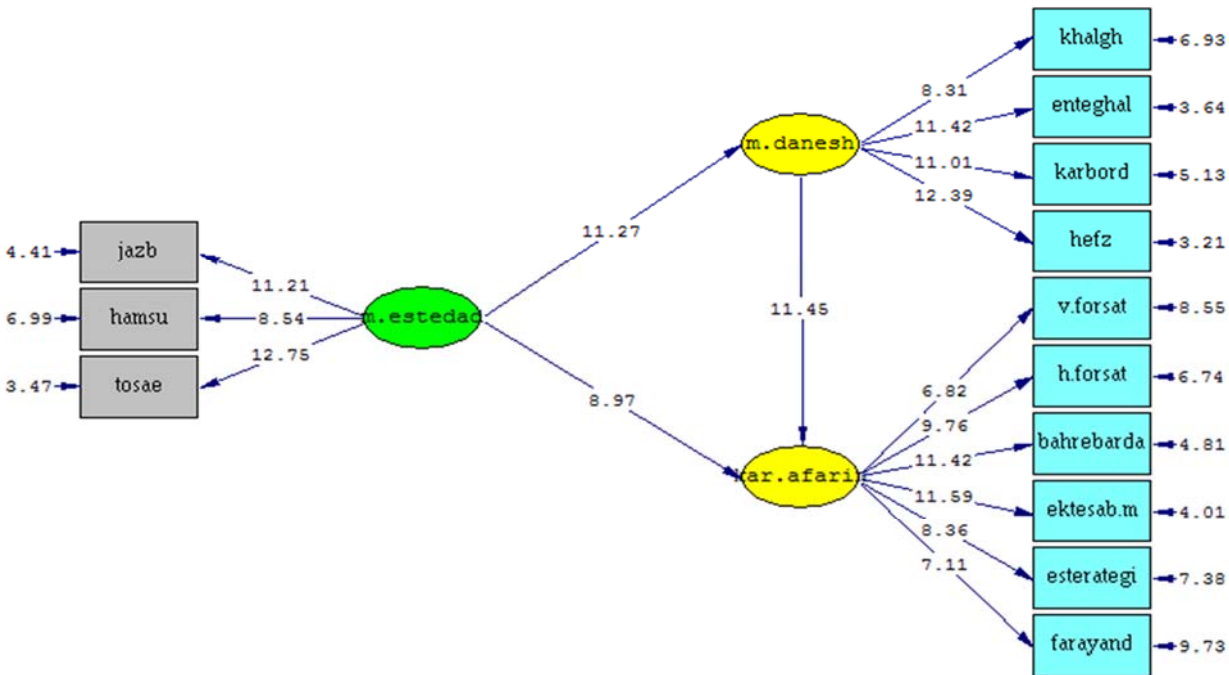 khalgh
6.93
8.31
enteghal
3.64
m.danesh
11.42
11.01
karbord
5.13
12.39
hefz
3.21
4.41
jazb
11.27
11.21
v.forsat
8.55
6.99
hamsu
8.54
m.estedad
11.45
12.75
3.47
tosae
h.forsat
6.74
6.82
8.97
9.76
bahrebarda
4.81
11.42
kar.afari
11.59
ektesab.m
4.01
8.36
7.11
esterategi
7.38
farayand
9.73